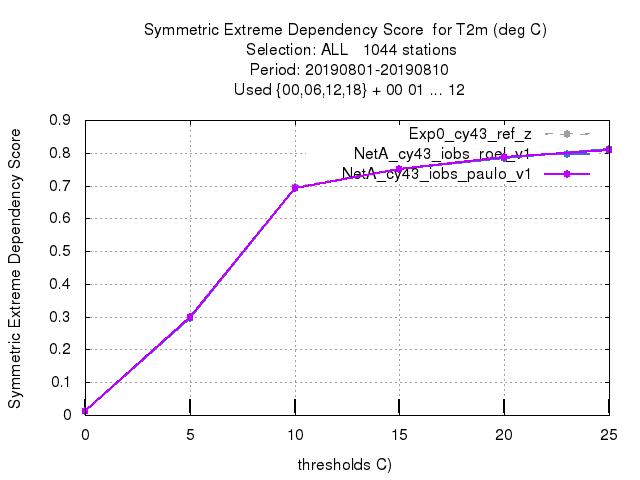 Symmetric Extreme Dependency Score  for T2m (deg C)
Selection: ALL   1044 stations
Period: 20190801-20190810
Used {00,06,12,18} + 00 01 ... 12
Symmetric Extreme Dependency Score
0.9
0.8
0.7
0.6
0.5
0.4
0.3
0.2
0.1
0
Exp0_cy43_ref_z
NetA_cy43_iobs_roel_v1
NetA_cy43_iobs_paulo_v1
0 5 10 15 20 25
thresholds C)